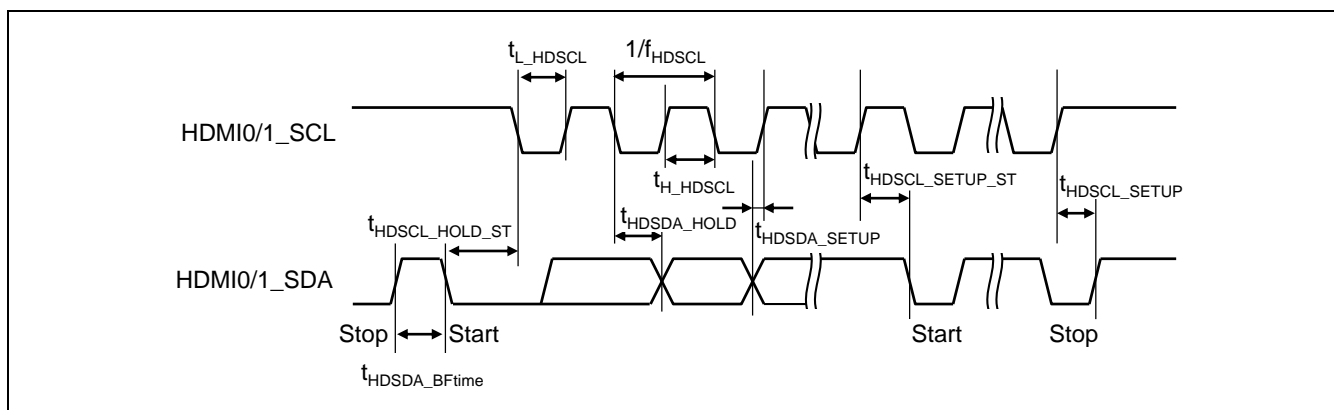 t_L_HDSCL 1/f_HDSCL
HDMI0/1_SCL
t_H_HDSCL t_HDSCL_SETUP_ST t_HDSCL_SETUP
t_HDSCL_HOLD_ST t_HDSDA_HOLD t_HDSDA_SETUP
HDMI0/1_SDA
Stop Start Start Stop
t_HDSDA_BFtime